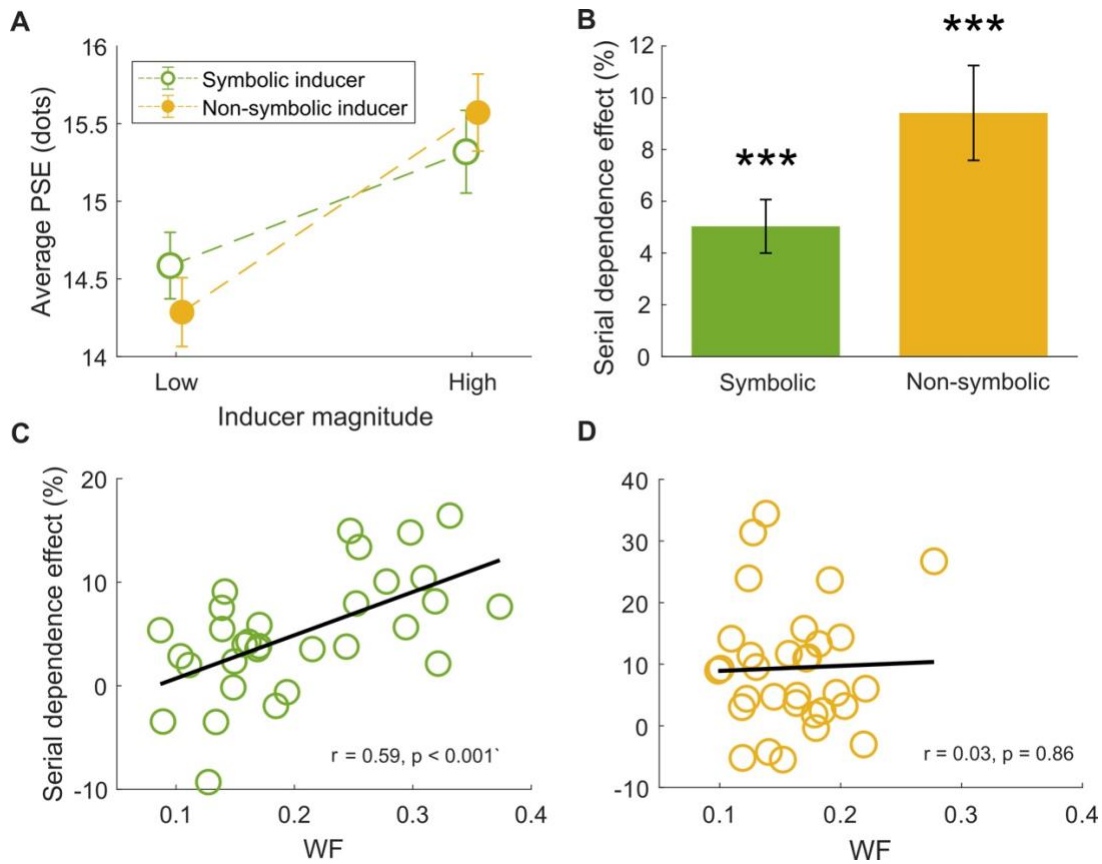 A
Average PSE (dots)
16
15.5
15
14.5
14
Symbolic inducer
Non-symbolic inducer
Low
High
Inducer magnitude
B
Serial dependence effect (%)
12
10
8
6
4
2
0
***
***
Symbolic
Non-symbolic
C
Serial dependence effect (%)
20
10
0
-10
r = 0.59, p < 0.001`
0.1
0.2
0.3
0.4
WF
D
40
30
20
10
0
-10
r = 0.03, p = 0.86
0.1
0.2
0.3
0.4
WF